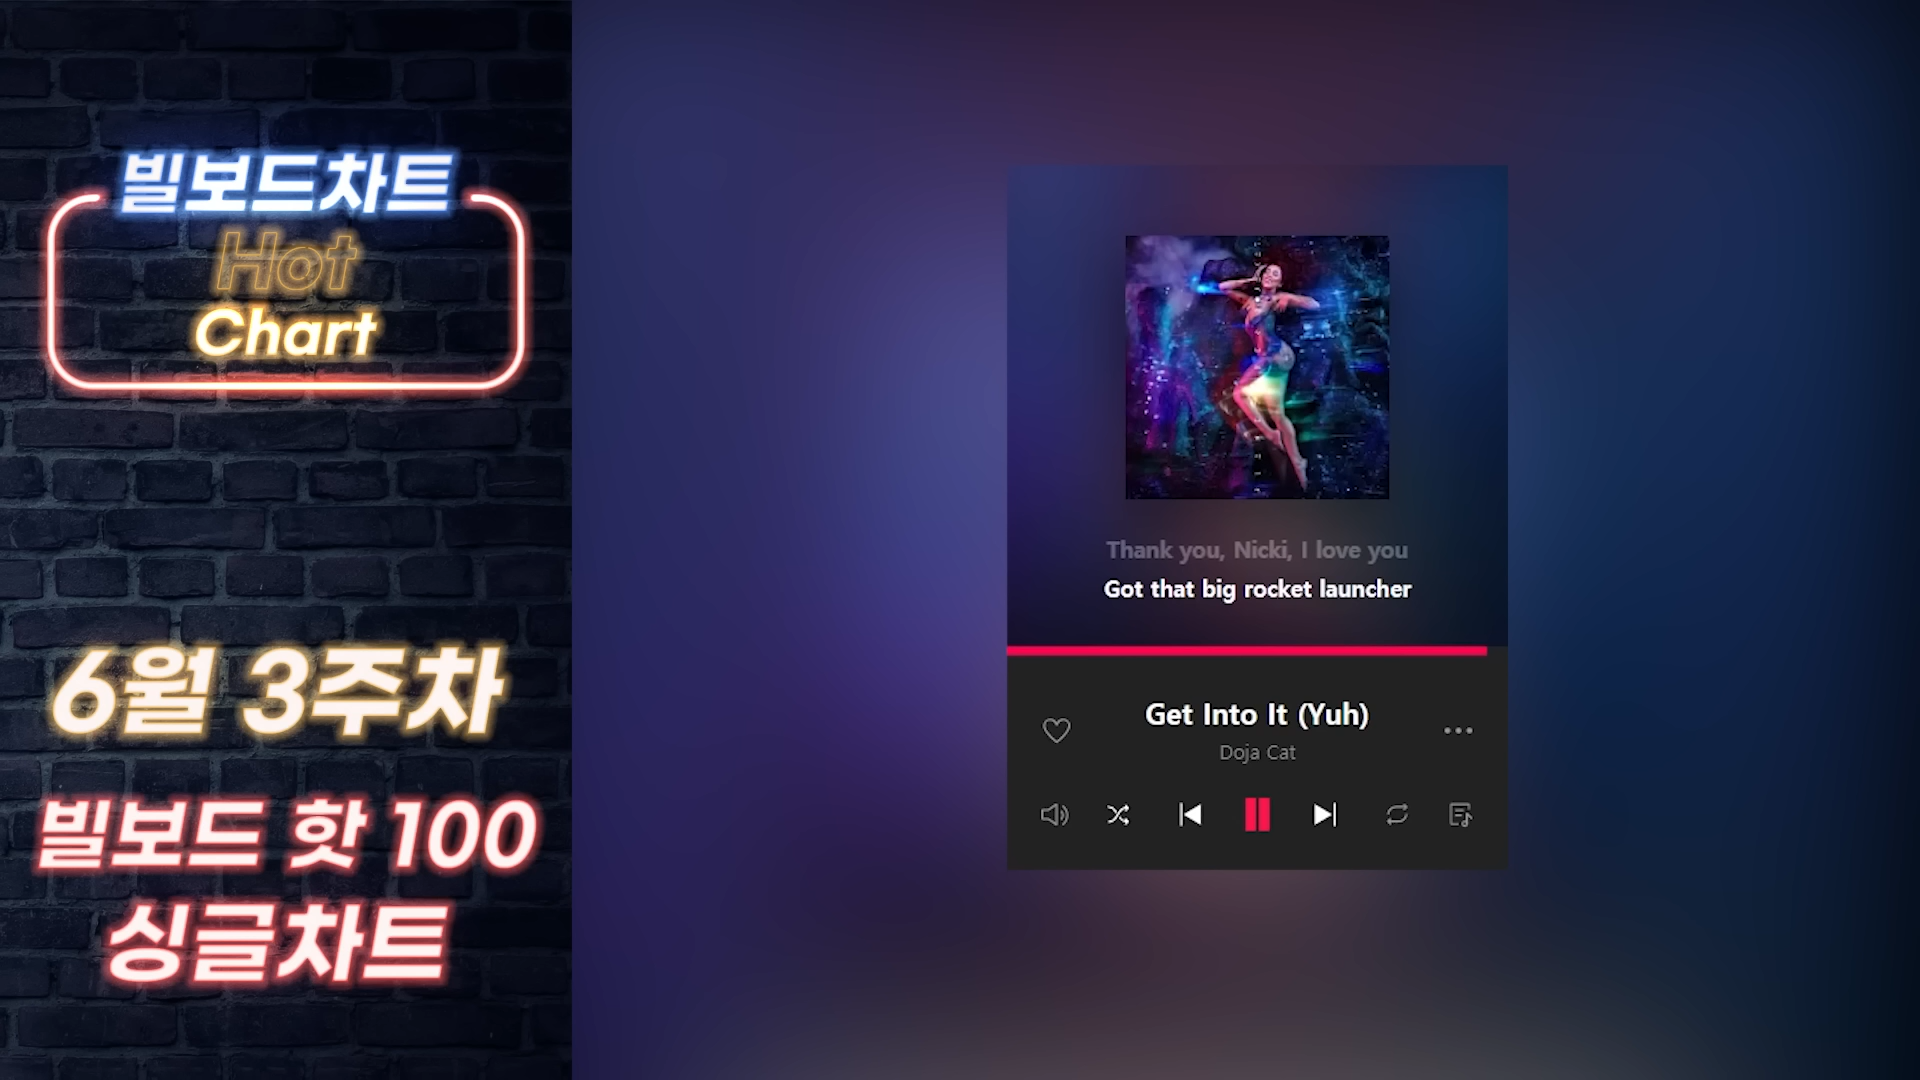 빌보드차트
Hot
Chart
6월 3주차
빌보드 핫 100
싱글차트
Thank you, Nicki, I love you
Got that big rocket launcher
Get Into It (Yuh)
Doja Cat